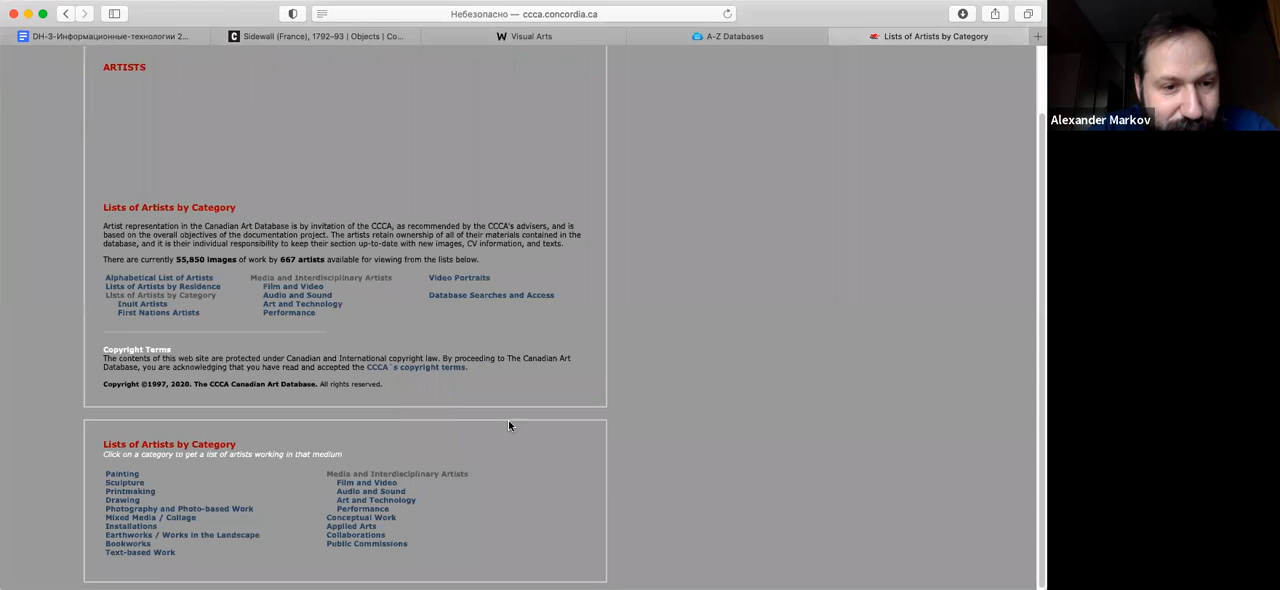 Небезопасно — ccca.concordia.ca
DH-3-Информационные-технологии 2...
Sidewall (France), 1792–93 | Objects | Co...
Visual Arts
A-Z Databases
Lists of Artists by Category
ARTISTS
Lists of Artists by Category
Artist representation in the Canadian Art Database is by invitation of the CCCA, as recommended by the CCCA's advisers, and is
based on the overall objectives of the documentation project. The artists retain ownership of all of their materials contained in the
database, and it is their individual responsibility to keep their section up-to-date with new images, CV information, and texts.
There are currently 55,850 images of work by 667 artists available for viewing from the lists below.
Alphabetical List of Artists
Lists of Artists by Residence
Lists of Artists by Category
Inuit Artists
First Nations Artists
Media and Interdisciplinary Artists
Film and Video
Audio and Sound
Art and Technology
Performance
Video Portraits
Database Searches and Access
Copyright Terms
The contents of this web site are protected under Canadian and International copyright law. By proceeding to The Canadian Art
Database, you are acknowledging that you have read and accepted the CCCA`s copyright terms.
Copyright ©1997, 2020. The CCCA Canadian Art Database. All rights reserved.
Lists of Artists by Category
Click on a category to get a list of artists working in that medium
Painting
Sculpture
Printmaking
Drawing
Photography and Photo-based Work
Mixed Media / Collage
Installations
Earthworks / Works in the Landscape
Bookworks
Text-based Work
Media and Interdisciplinary Artists
Film and Video
Audio and Sound
Art and Technology
Performance
Conceptual Work
Applied Arts
Collaborations
Public Commissions
Alexander Markov